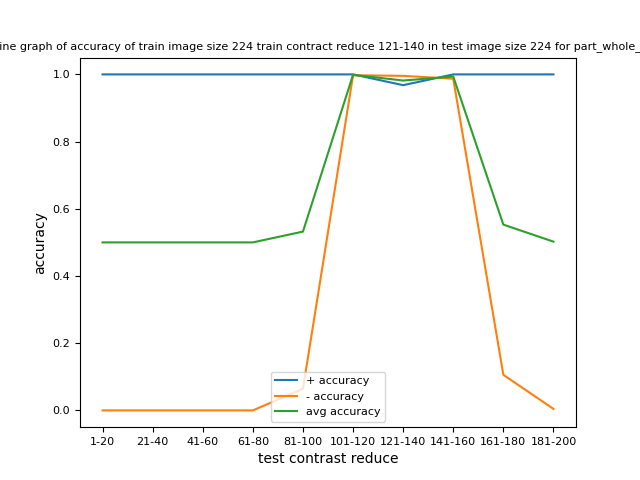 ine graph of accuracy of train image size 224 train contract reduce 121-140 in test image size 224 for part_whole_
1.0
0.8
0.6
0.4
0.2
0.0
accuracy
+ accuracy
- accuracy
avg accuracy
1-20 21-40 41-60 61-80 81-100 101-120 121-140 141-160 161-180 181-200
test contrast reduce